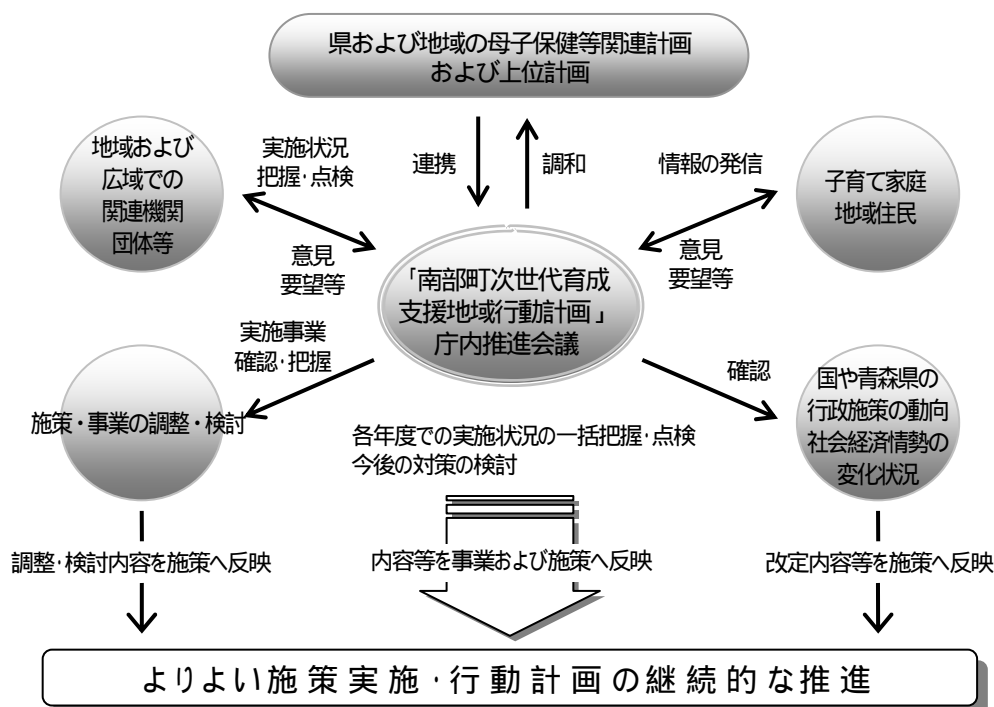 県および地域の母子保健等関連計画
および上位計画
地域および
広域での
関連機関
団体等
実施状況
把握・点検
連携
調和
情報の発信
子育て家庭
地域住民
意見
要望等
意見
要望等
「南部町次世代育成
支援地域行動計画」
庁内推進会議
実施事業
確認・把握
確認
施策・事業の調整・検討
国や青森県の
行政施策の動向
社会経済情勢の
変化状況
各年度での実施状況の一括把握・点検
今後の対策の検討
調整・検討内容を施策へ反映
内容等を事業および施策へ反映
改定内容等を施策へ反映
よりよい施策実施・行動計画の継続的な推進